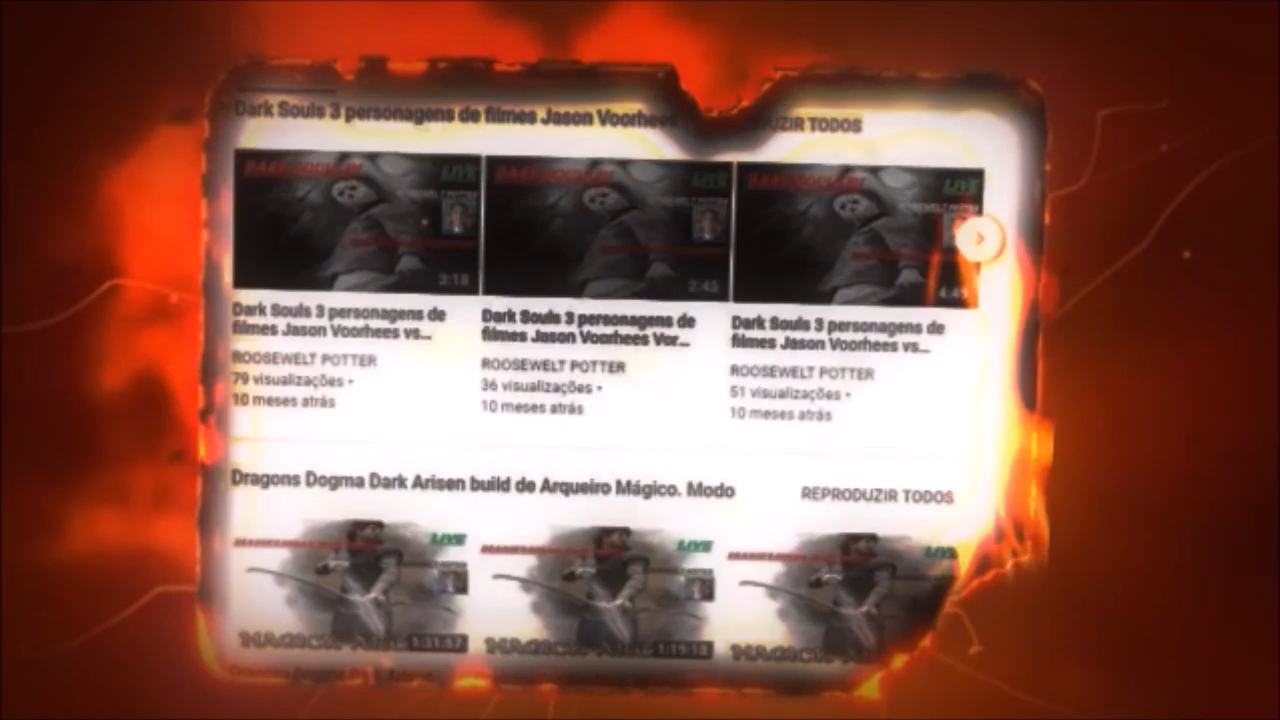 Dark Souls 3 personagens de filmes Jason Voorhees
UZIR TODOS
LIVE
LIVE
LIVE
3:18
2:45
Dark Souls 3 personagens de
filmes Jason Voorhees vs...
ROOSEWELT POTTER
79 visualizações •
10 meses atrás
Dark Souls 3 personagens de
filmes Jason Voorhees Vor...
ROOSEWELT POTTER
36 visualizações •
10 meses atrás
Dark Souls 3 personagens de
filmes Jason Voorhees vs...
ROOSEWELT POTTER
51 visualizações •
10 meses atrás
Dragons Dogma Dark Arisen build de Arqueiro Mágico. Modo
REPRODUZIR TODOS
LIVE
LIVE
LIVE
1:31:57
1:19:18